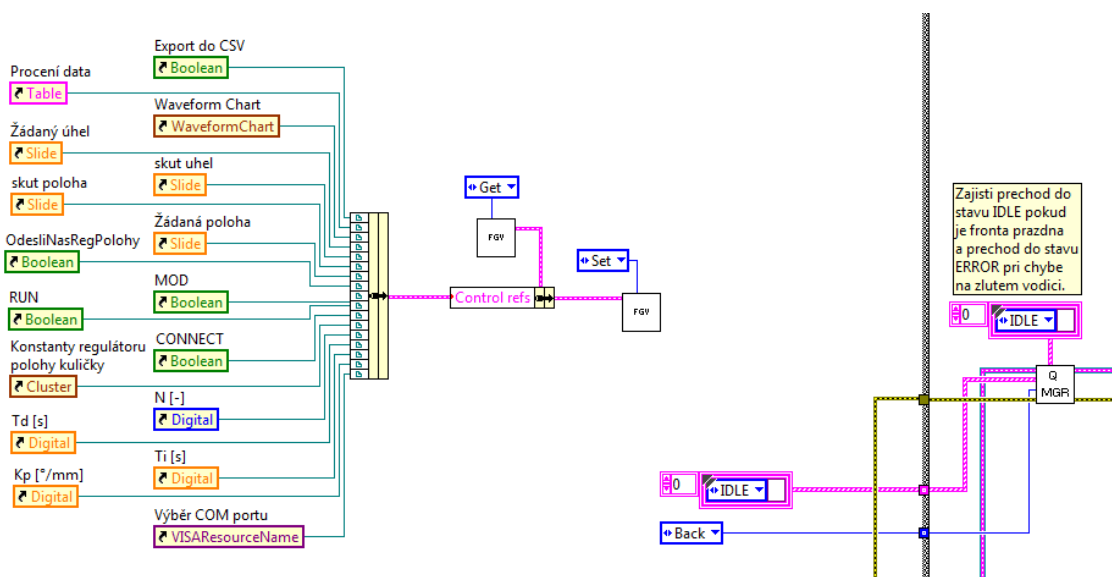 Export do CSV
Boolean
Procení data
Table
Waveform Chart
WaveformChart
Žádaný úhel
Slide
skut uhel
Slide
skut poloha
Slide
Žádaná poloha
Slide
OdesliNasRegPolohy
Boolean
MOD
Boolean
RUN
Boolean
CONNECT
Boolean
Konstanty regulátoru
polohy kuličky
Cluster
N [-]
Digital
Td [s]
Digital
Ti [s]
Digital
Kp [°/mm]
Digital
Výběr COM portu
VISAResourceName
Get
FGV
Control refs
Set
FGV
Zajisti prechod do
stavu IDLE pokud
je fronta prazdna
a prechod do stavu
ERROR pri chybe
na zlutem vodici.
0
IDLE
Q
MGR
0
IDLE
Back